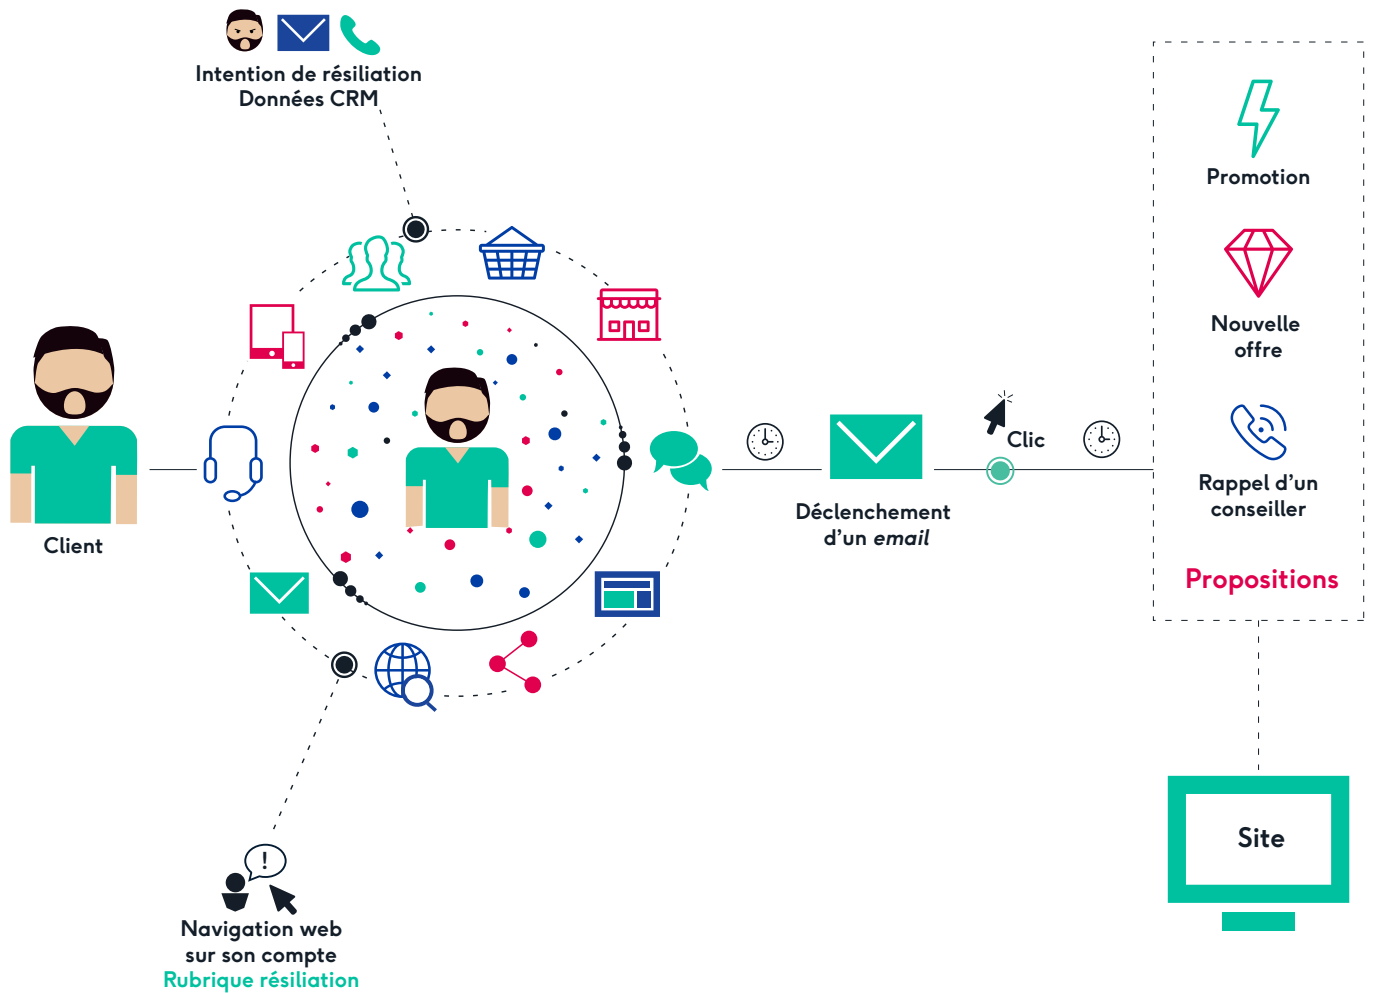 Intention de résiliation
Données CRM
Client
!
Navigation web
sur son compte
Rubrique résiliation
Déclenchement
d’un email
Clic
Promotion
Nouvelle
offre
Rappel d’un
conseiller
Propositions
Site